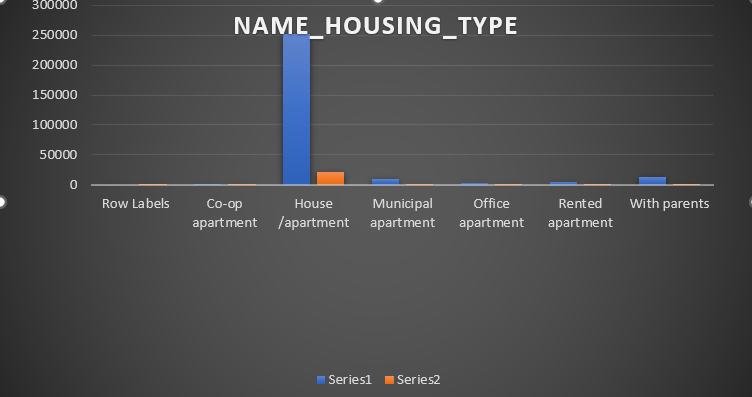 NAME_HOUSING_TYPE
300000
250000
200000
150000
100000
50000
0
Row Labels
Co-op
apartment
House
/apartment
Municipal
apartment
Office
apartment
Rented
apartment
With parents
Series1
Series2